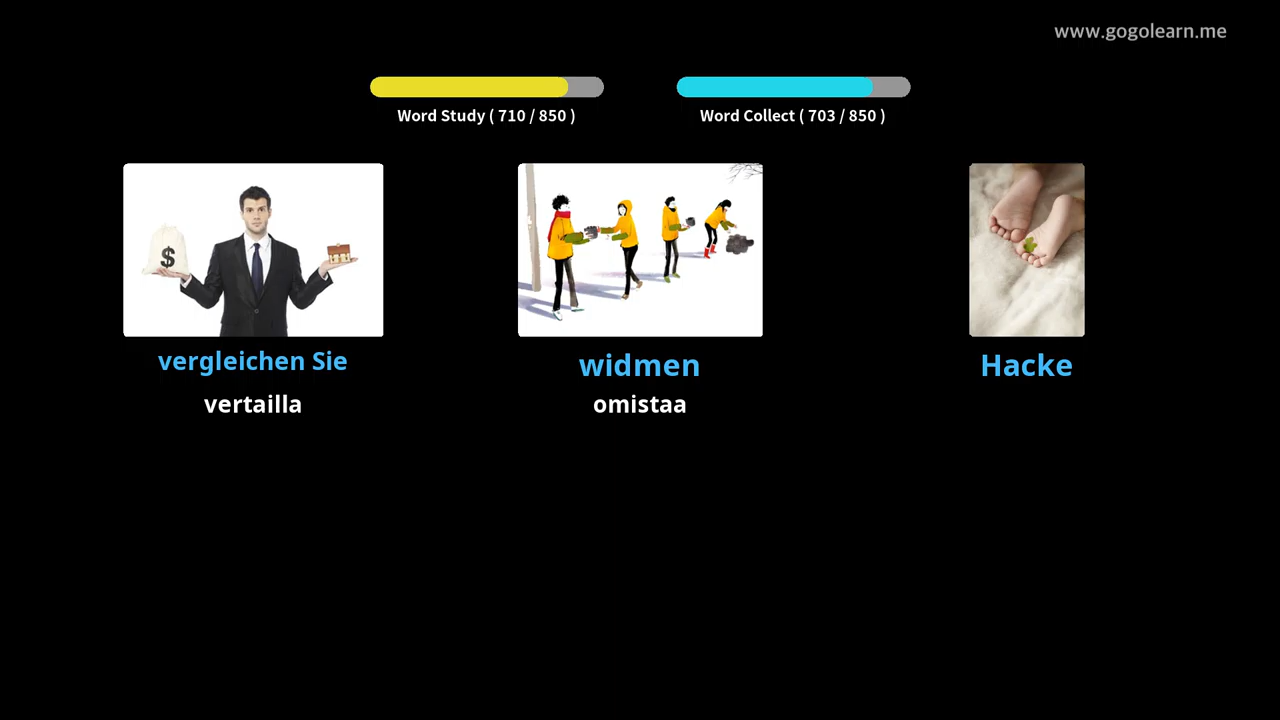 www.gogolearn.me
Word Study ( 710 / 850 )
Word Collect ( 703 / 850 )
$
vergleichen Sie
widmen
Hacke
vertailla
omistaa